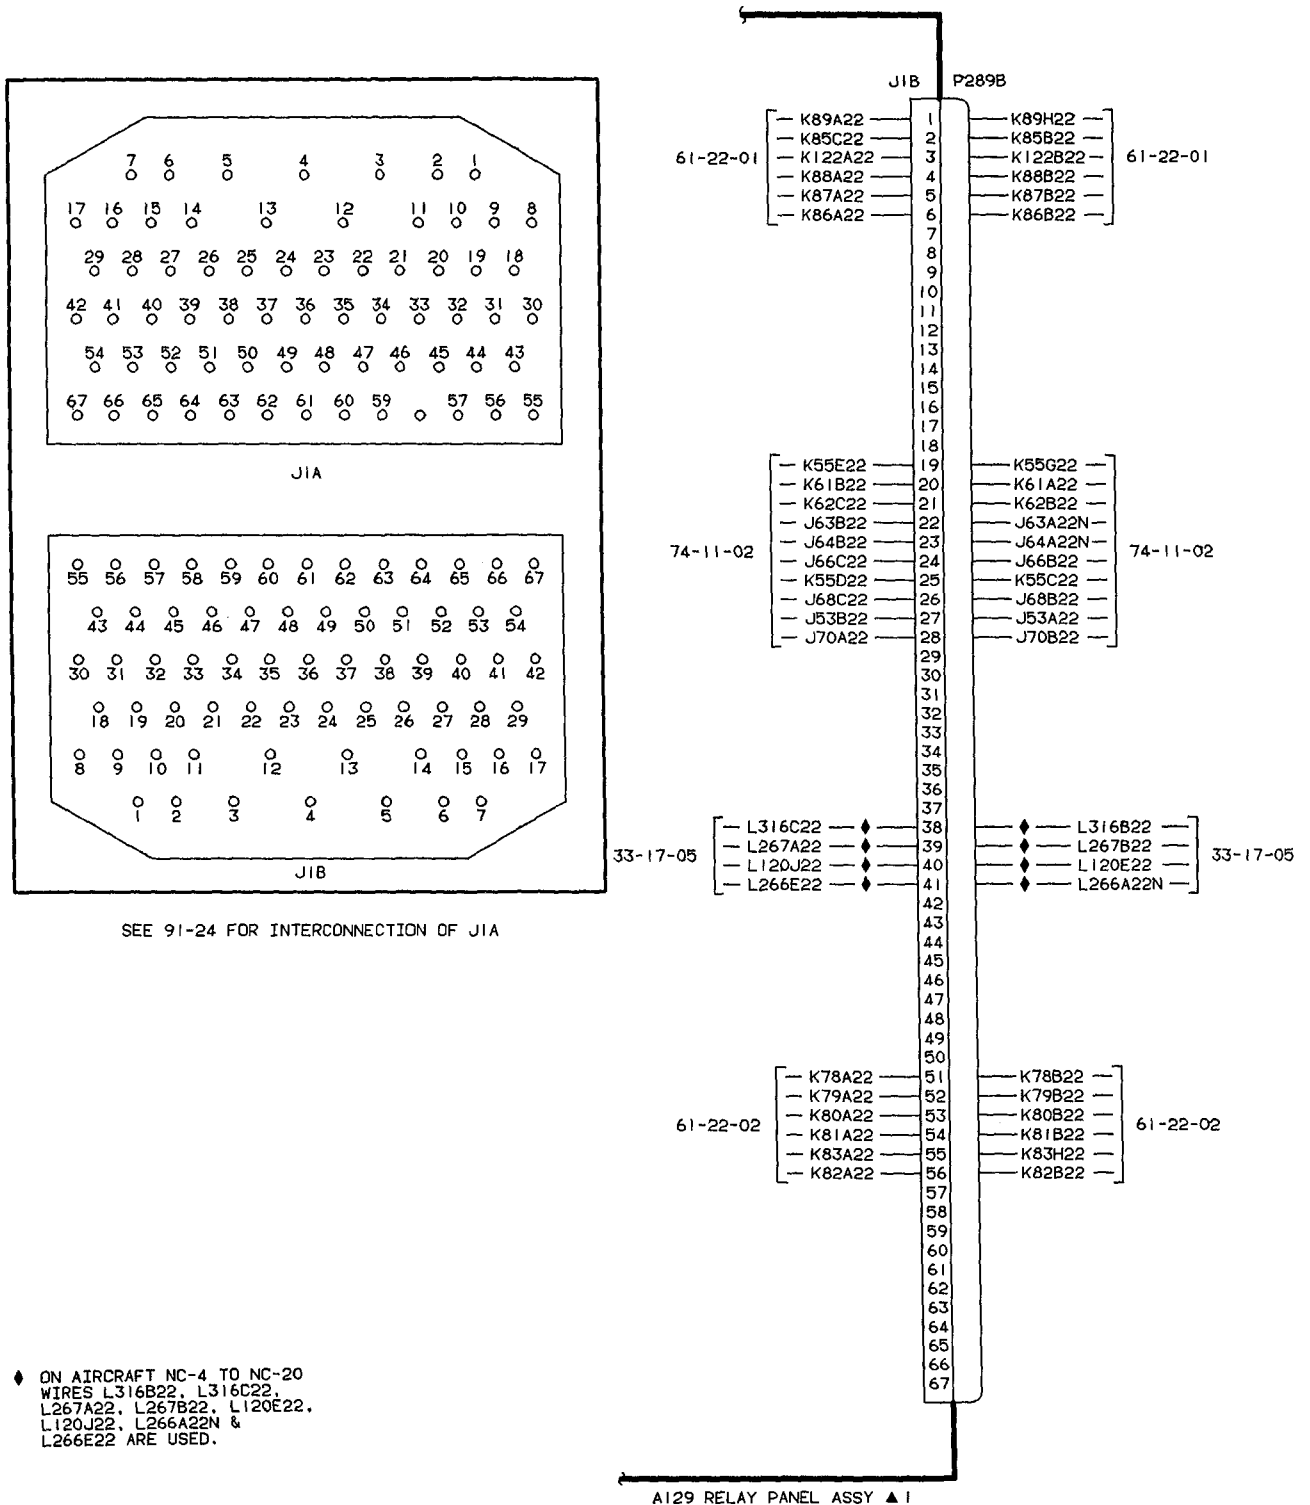 J1B P289B
7 6 5 4 3 2 1
17 16 15 14 13 12 11 10 9 8
29 28 27 26 25 24 23 22 21 20 19 18
42 41 40 39 38 37 36 35 34 33 32 31 30
54 53 52 51 50 49 48 47 46 45 44 43
67 66 65 64 63 62 61 60 59 57 56 55
J1A
55 56 57 58 59 60 61 62 63 64 65 66 67
43 44 45 46 47 48 49 50 51 52 53 54
30 31 32 33 34 35 36 37 38 39 40 41 42
18 19 20 21 22 23 24 25 26 27 28 29
8 9 10 11 12 13 14 15 16 17
1 2 3 4 5 6 7
J1B
SEE 91-24 FOR INTERCONNECTION OF J1A
61-22-01
K89A22 1 K89H22
K85C22 2 K85B22
K122A22 3 K122B22
K88A22 4 K88B22
K87A22 5 K87B22
K86A22 6 K86B22
61-22-01
7
8
9
10
11
12
13
14
15
16
17
18
74-11-02
K55E22 19 K55G22
K61B22 20 K61A22
K62C22 21 K62B22
J63B22 22 J63A22N
J64B22 23 J64A22N
J66C22 24 J66B22
K55D22 25 K55C22
J68C22 26 J68B22
J53B22 27 J53A22
J70A22 28 J70B22
74-11-02
29
30
31
32
33
34
35
36
37
33-17-05
L316C22 ♦ 38 ♦ L316B22
L267A22 ♦ 39 ♦ L267B22
L120J22 ♦ 40 ♦ L120E22
L266E22 ♦ 41 ♦ L266A22N
33-17-05
42
43
44
45
46
47
48
49
50
61-22-02
K78A22 51 K78B22
K79A22 52 K79B22
K80A22 53 K80B22
K81A22 54 K81B22
K83A22 55 K83H22
K82A22 56 K82B22
61-22-02
57
58
59
60
61
62
63
64
65
66
67
♦ ON AIRCRAFT NC-4 TO NC-20
WIRES L316B22, L316C22,
L267A22, L267B22, L120E22,
L120J22, L266A22N &
L266E22 ARE USED.
A129 RELAY PANEL ASSY ▲ 1